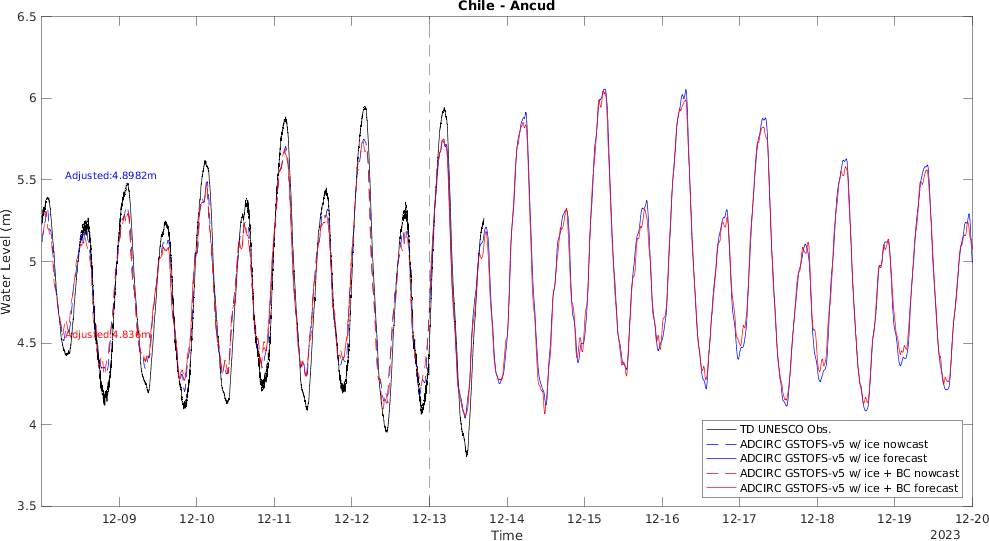 Chile - Ancud
6.5
6
5.5
5
4.5
4
3.5
Water Level (m)
Adjusted:4.8982m
Adjusted:4.836m
TD UNESCO Obs.
ADCIRC GSTOFS-v5 w/ ice nowcast
ADCIRC GSTOFS-v5 w/ ice forecast
ADCIRC GSTOFS-v5 w/ ice + BC nowcast
ADCIRC GSTOFS-v5 w/ ice + BC forecast
12-09 12-10 12-11 12-12 12-13 12-14 12-15 12-16 12-17 12-18 12-19 12-20
Time
2023